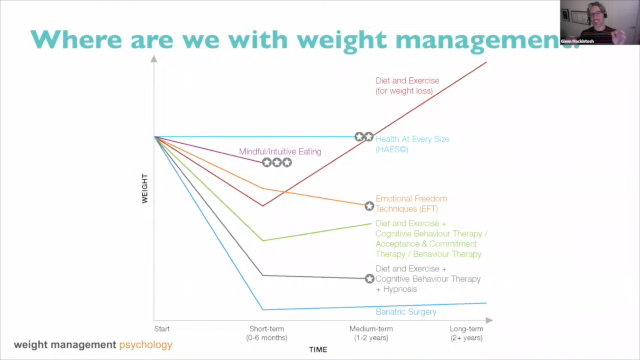 Where are we with weight management?
Diet and Exercise
(for weight loss)
Health At Every Size
(HAES©)
Mindful/Intuitive Eating
WEIGHT
Emotional Freedom
Techniques (EFT)
Diet and Exercise +
Cognitive Behaviour Therapy /
Acceptance & Commitment
Therapy / Behaviour Therapy
Diet and Exercise +
Cognitive Behaviour Therapy
+ Hypnosis
Bariatric Surgery
Start
Short-term
(0-6 months)
Medium-term
(1-2 years)
Long-term
(2+ years)
TIME
weight management psychology